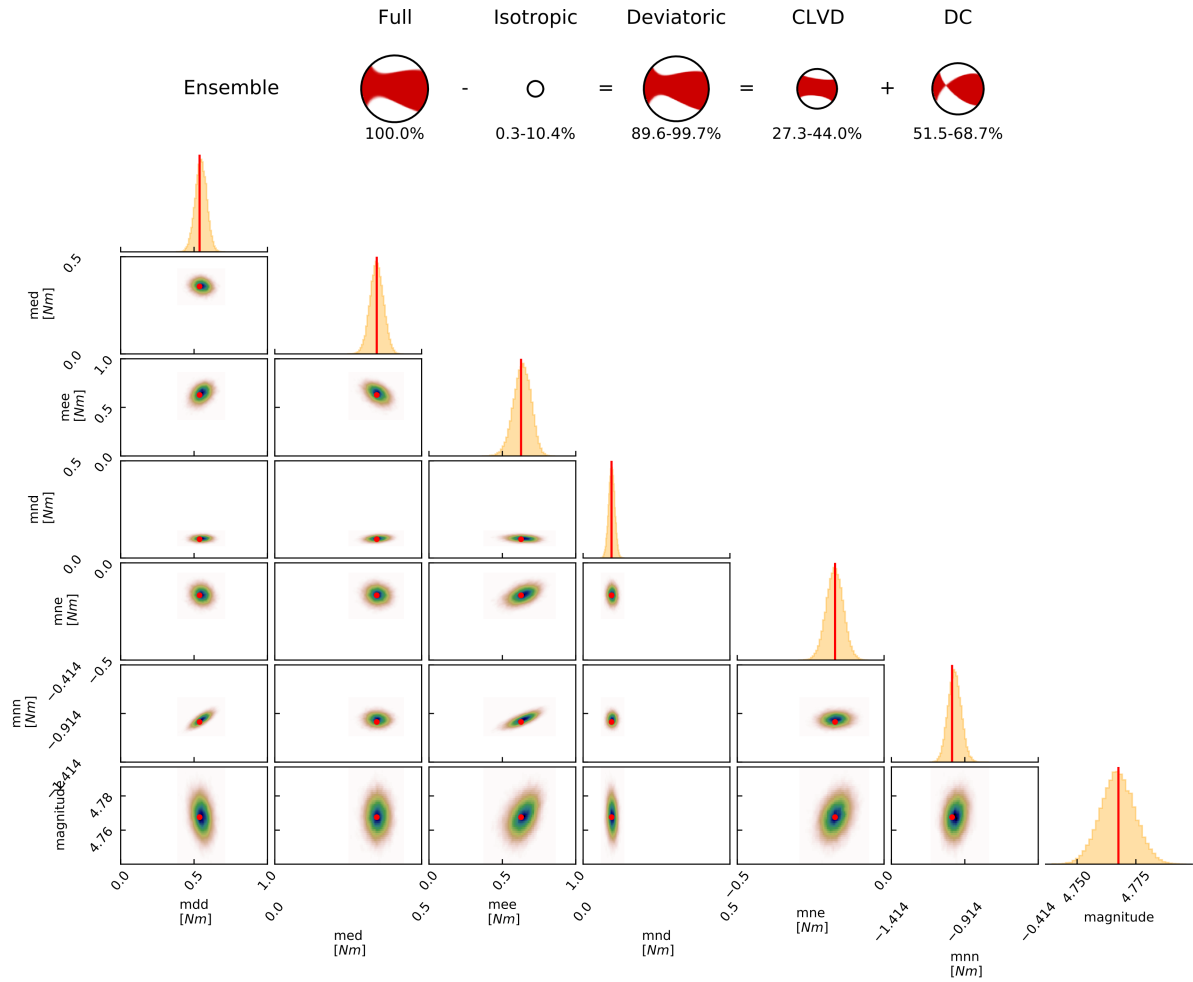 Full Isotropic Deviatoric CLVD DC
Ensemble - = = +
100.0% 0.3-10.4% 89.6-99.7% 27.3-44.0% 51.5-68.7%
0.5
med
[Nm]
0.0
1.0
mee
[Nm]
0.5
0.0
0.5
mnd
[Nm]
0.0
0.0
mne
[Nm]
−0.5
−0.414
mnn
[Nm]
−0.914
−1.414
magnitude
4.78
4.76
0.0 0.5 1.0
mdd
[Nm]
0.0 0.5
med
[Nm]
0.0 0.5 1.0
mee
[Nm]
0.0 0.5
mnd
[Nm]
−0.5 0.0
mne
[Nm]
−1.414 −0.914 −0.414
mnn
[Nm]
4.750 4.775
magnitude